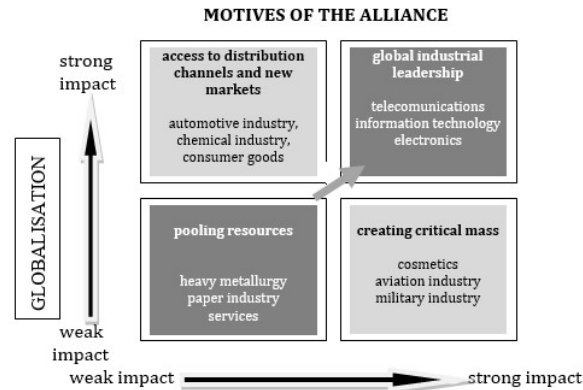 MOTIVES OF THE ALLIANCE
strong
impact
access to distribution
channels and new
markets
automotive industry,
chemical industry,
consumer goods
global industrial
leadership
telecomunications
information technology
electronics
GLOBALISATION
pooling resources
heavy metallurgy
paper industry
services
creating critical mass
cosmetics
aviation industry
military industry
weak
impact
weak impact
strong impact